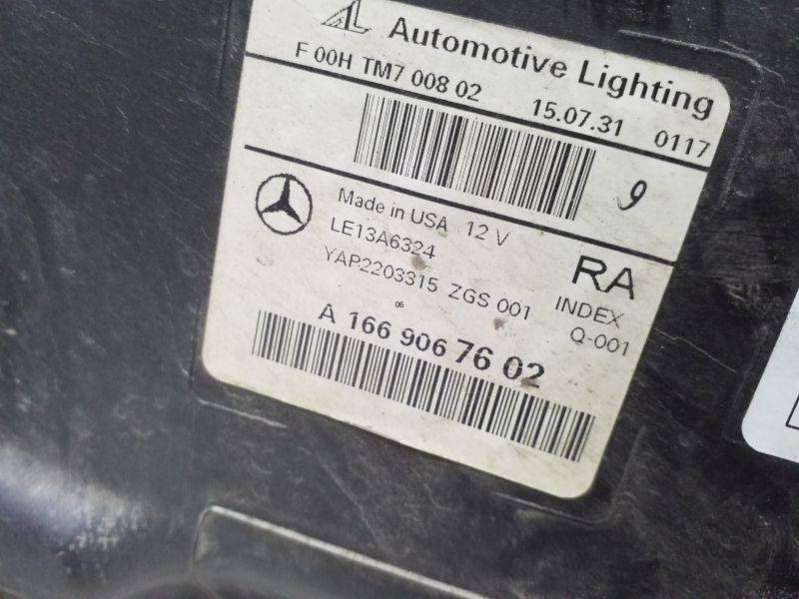 AL Automotive Lighting
F 00H TM7 008 02 15.07.31 0117
9
Made in USA 12 V
LE13A6324
RA
YAP2203315 ZGS 001 INDEX
Q-001
A 166 906 76 02